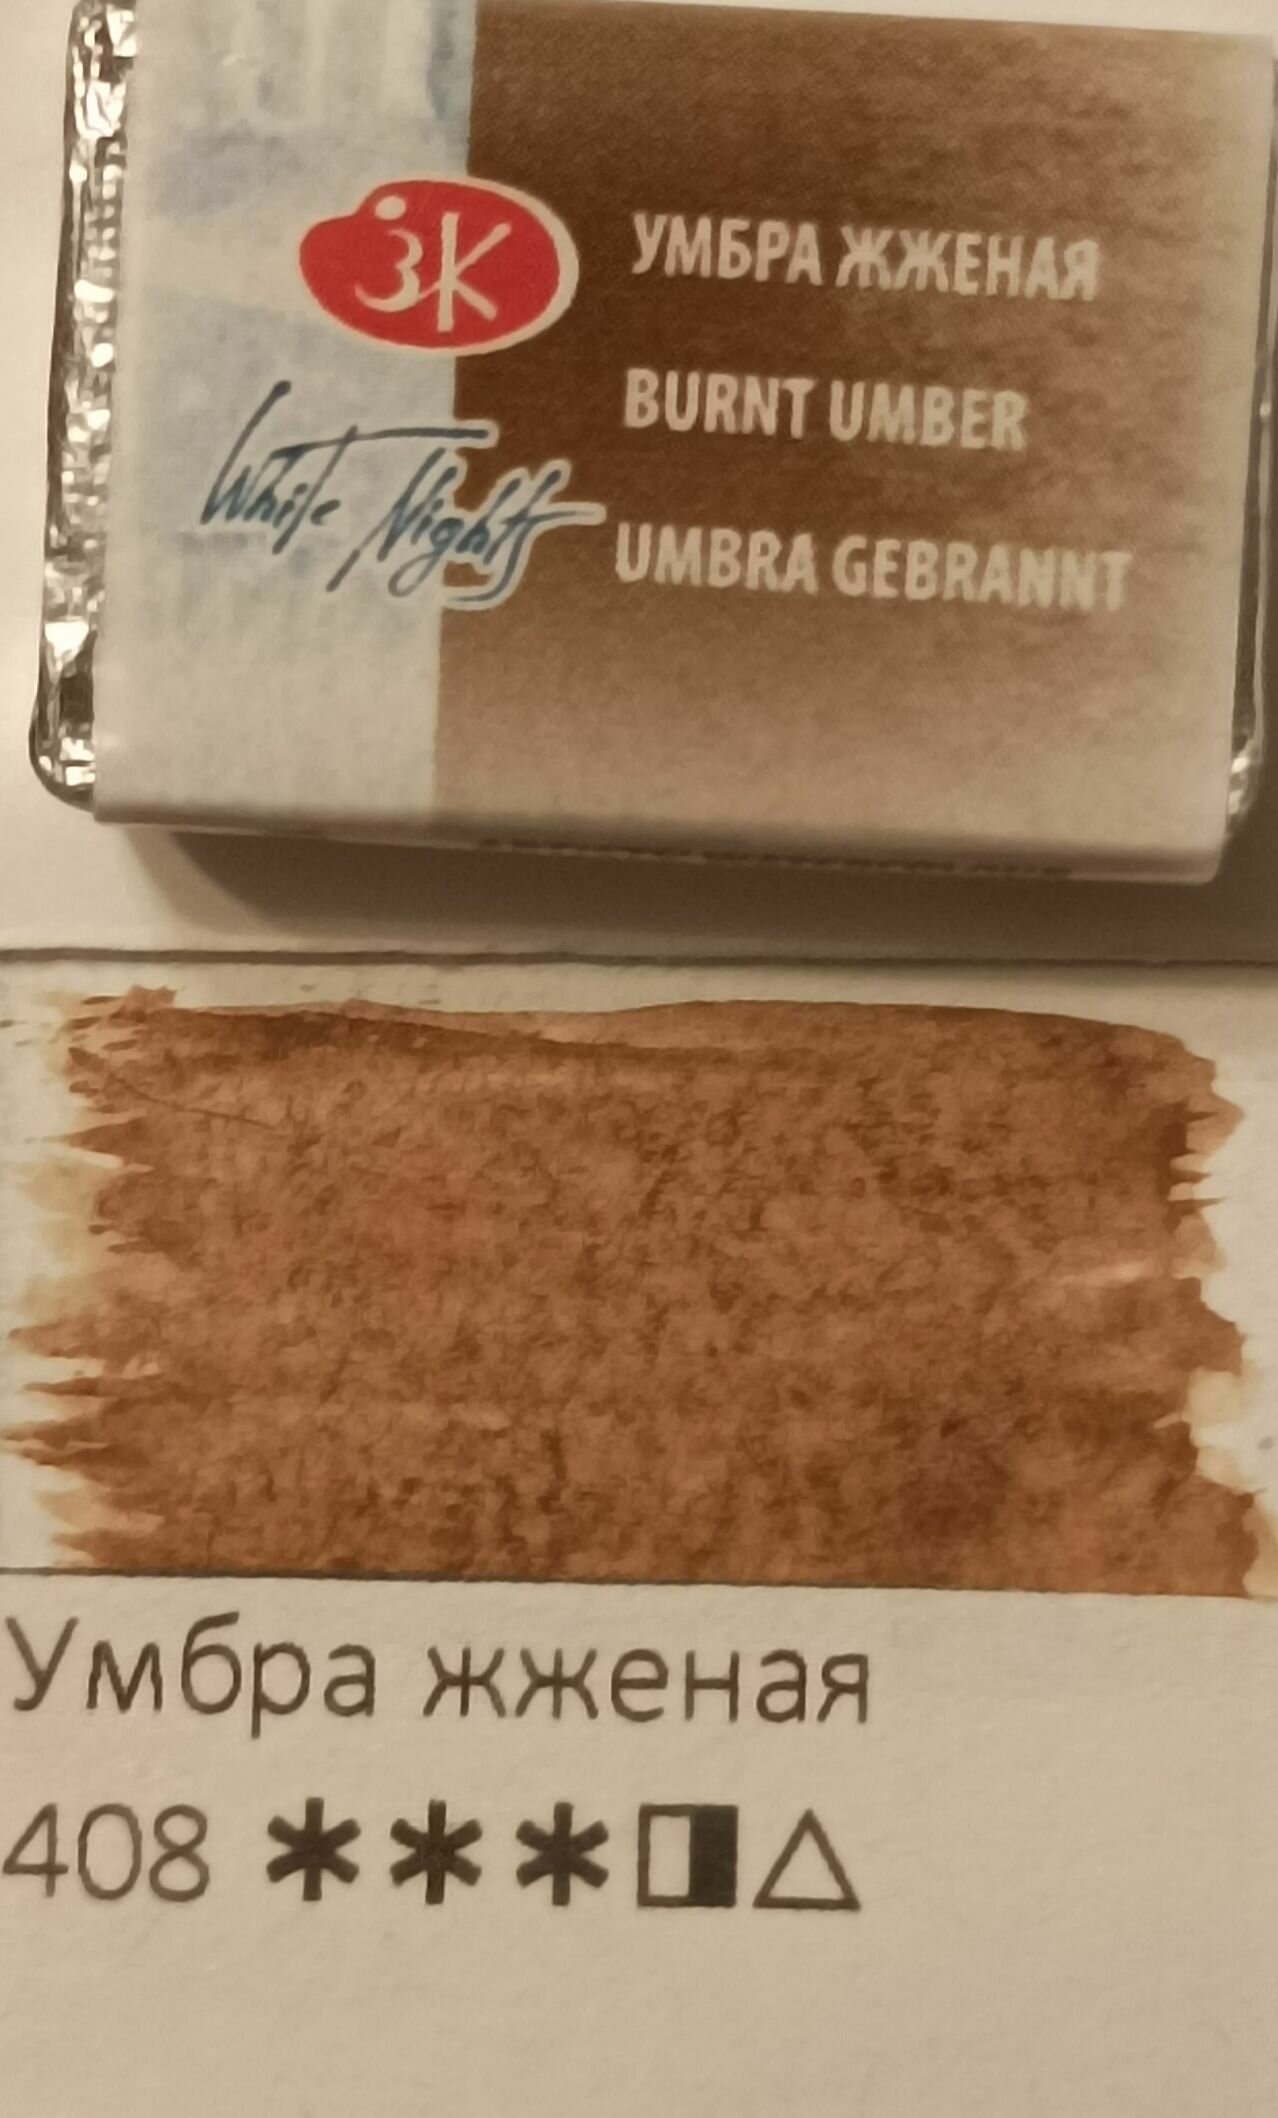 ЗК
УМБРА ЖЖЕНАЯ
BURNT UMBER
White Nights
UMBRA GEBRANNT
Умбра жженая
408 ***